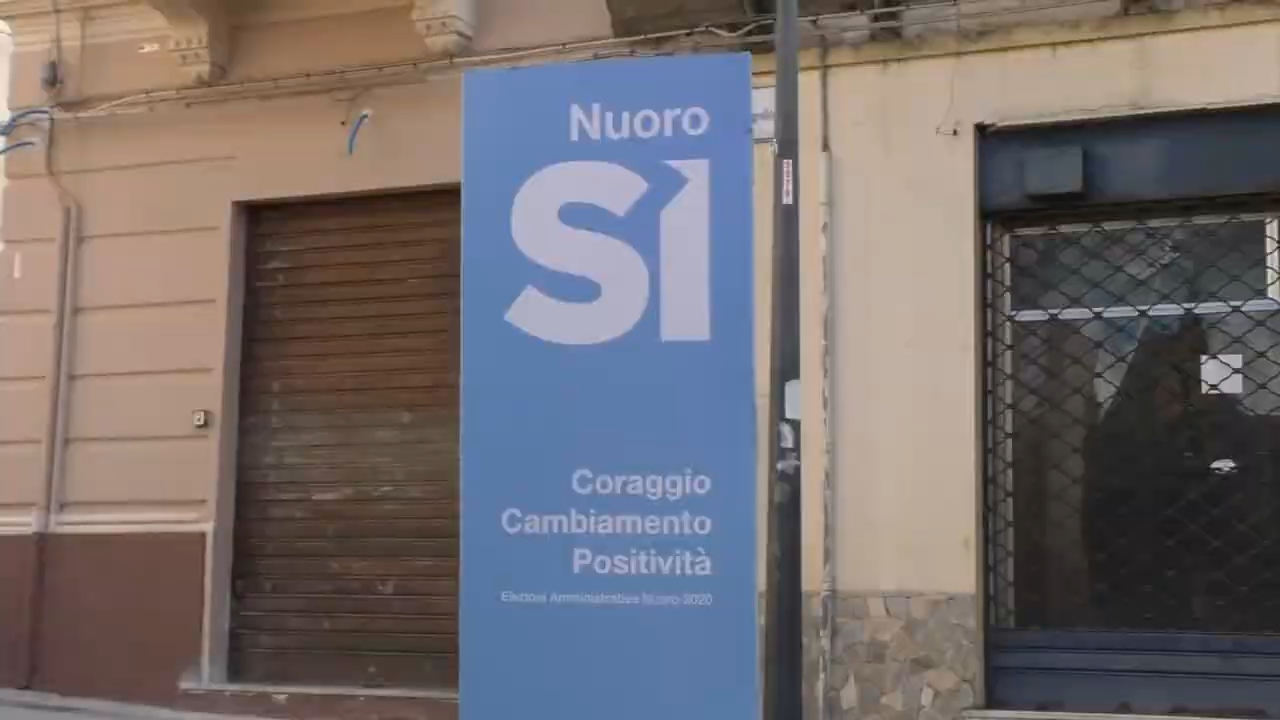 Nuoro
Sì
Coraggio
Cambiamento
Positività
Elezioni Amministrative Nuoro 2020